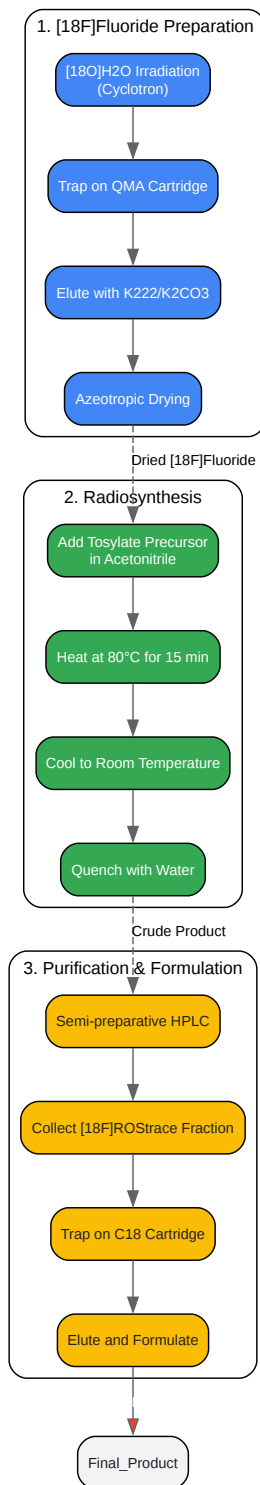 1. [18F]Fluoride Preparation
[18O]H2O Irradiation
(Cyclotron)
Trap on QMA Cartridge
Elute with K222/K2CO3
Azeotropic Drying
Dried [18F]Fluoride
2. Radiosynthesis
Add Tosylate Precursor
in Acetonitrile
Heat at 80°C for 15 min
Cool to Room Temperature
Quench with Water
Crude Product
3. Purification & Formulation
Semi-preparative HPLC
Collect [18F]ROStrace Fraction
Trap on C18 Cartridge
Elute and Formulate
Final_Product